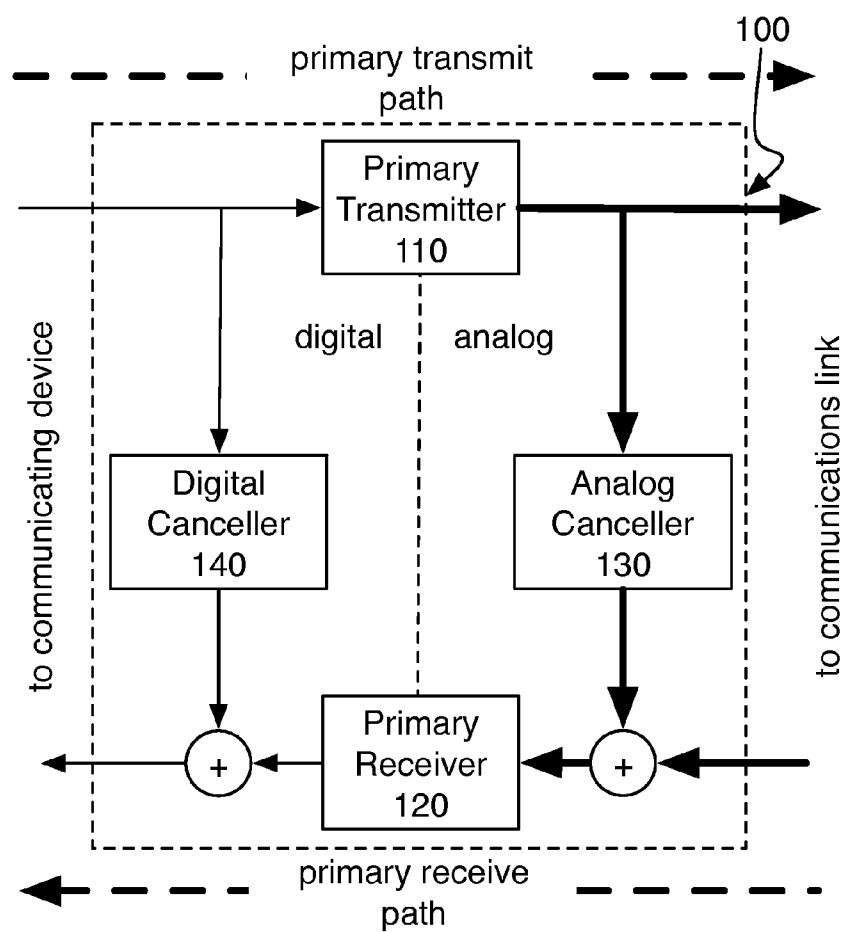 100
primary transmit
path
Primary
Transmitter
110
digital
analog
to communicating device
to communications link
Digital
Canceller
140
Analog
Canceller
130
+
Primary
Receiver
120
+
primary receive
path